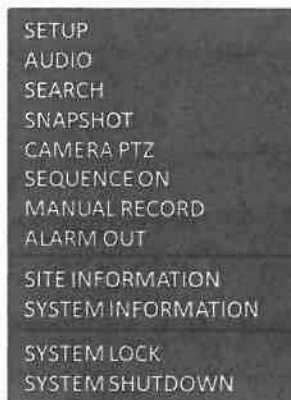 SETUP
AUDIO
SEARCH
SNAPSHOT
CAMERA PTZ
SEQUENCE ON
MANUAL RECORD
ALARM OUT
SITE INFORMATION
SYSTEM INFORMATION
SYSTEM LOCK
SYSTEM SHUTDOWN